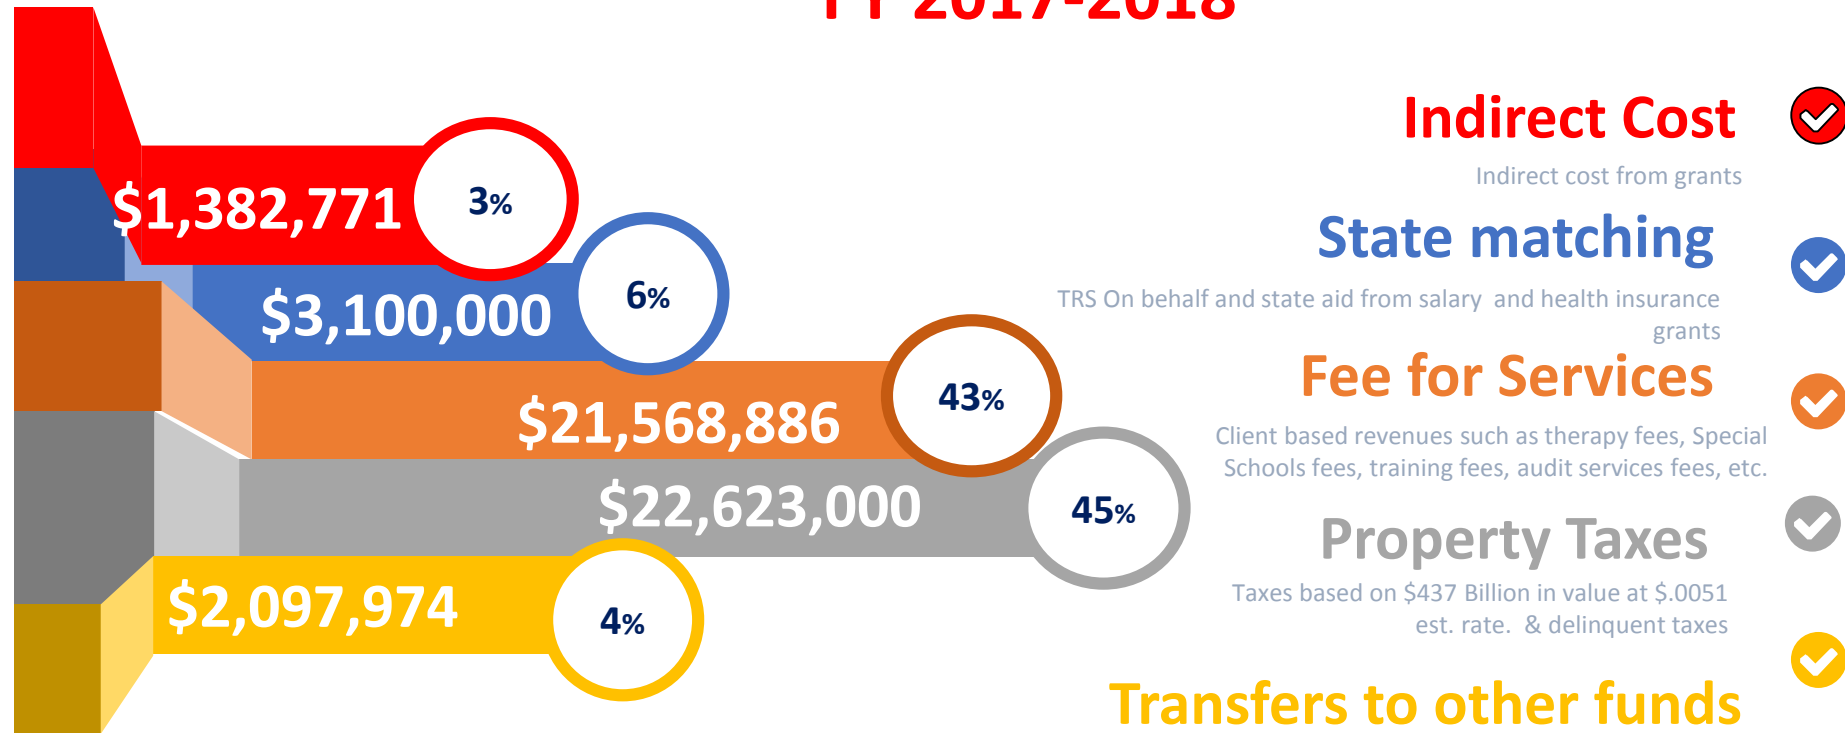 FY 2017-2018
$1,382,771
3%
$3,100,000
6%
$21,568,886
43%
$22,623,000
45%
$2,097,974
4%
Indirect Cost
Indirect cost from grants
State matching
TRS On behalf and state aid from salary and health insurance
grants
Fee for Services
Client based revenues such as therapy fees, Special
Schools fees, training fees, audit services fees, etc.
Property Taxes
Taxes based on $437 Billion in value at $.0051
est. rate. & delinquent taxes
Transfers to other funds